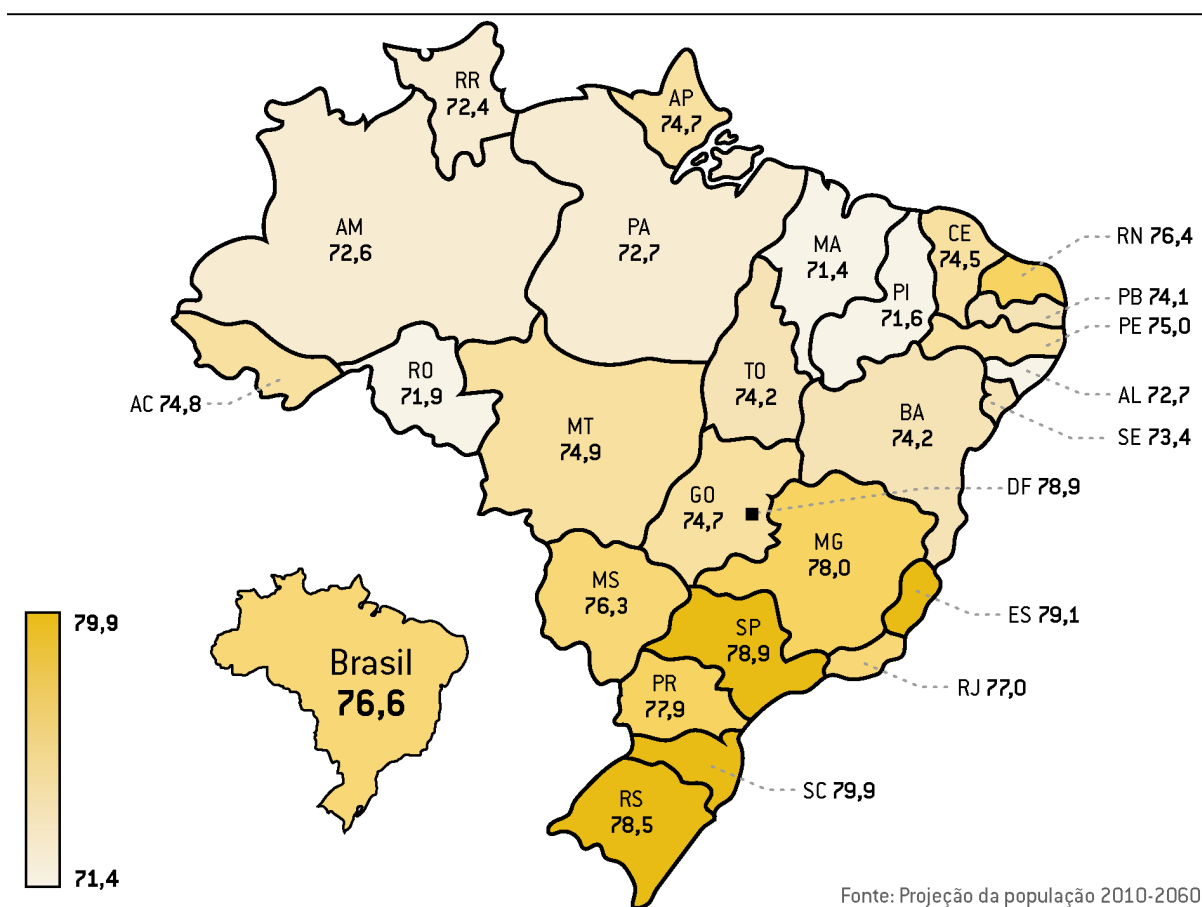 RR
72,4
AP
74,7
AM
72,6
PA
72,7
MA
71,4
CE
74,5
RN 76,4
PI
71,6
PB 74,1
PE 75,0
AC 74,8
RO
71,9
TO
74,2
AL 72,7
SE 73,4
BA
74,2
MT
74,9
DF 78,9
GO
74,7
MG
78,0
MS
76,3
ES 79,1
SP
78,9
RJ 77,0
PR
77,9
SC 79,9
RS
78,5
79,9
71,4
Brasil
76,6
Fonte: Projeção da população 2010-2060